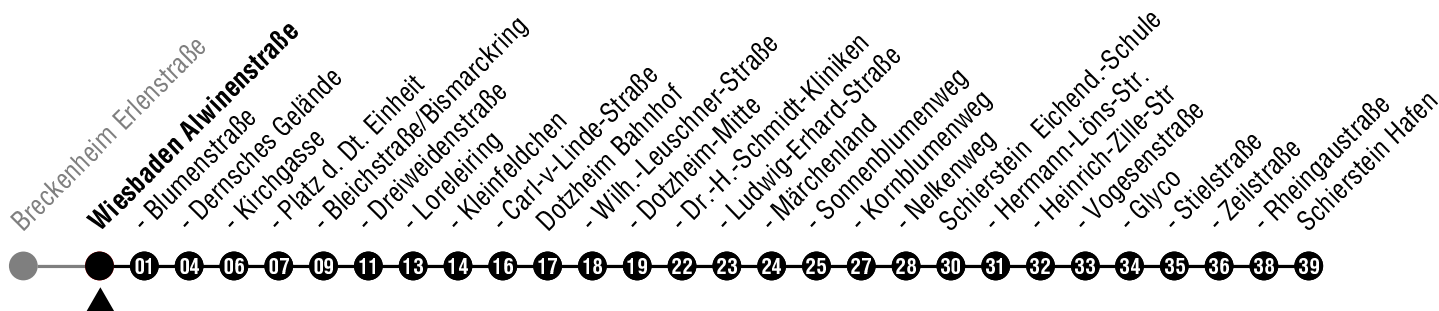 Breckenheim Erlenstraße
Wiesbaden Alwinenstraße
- Blumenstraße
- Dernsches Gelände
- Kirchgasse
- Platz d. Dt. Einheit
- Bleichstraße/Bismarckring
- Dreiweidenstraße
- Loreleiring
- Kleinfeldchen
- Carl-v-Linde-Straße
Dotzheim Bahnhof
- Wilh.-Leuschner-Straße
- Dotzheim-Mitte
- Dr.-H.-Schmidt-Kliniken
- Ludwig-Erhard-Straße
- Märchenland
- Sonnenblumenweg
- Kornblumenweg
- Nelkenweg
Schierstein Eichend.-Schule
- Hermann-Löns-Str.
- Heinrich-Zille-Str
- Vogesenstraße
- Glyco
- Stielstraße
- Zeilstraße
- Rheingaustraße
Schierstein Hafen
01 04 06 07 09 11 13 14 16 17 18 19 22 23 24 25 27 28 30 31 32 33 34 35 36 38 39